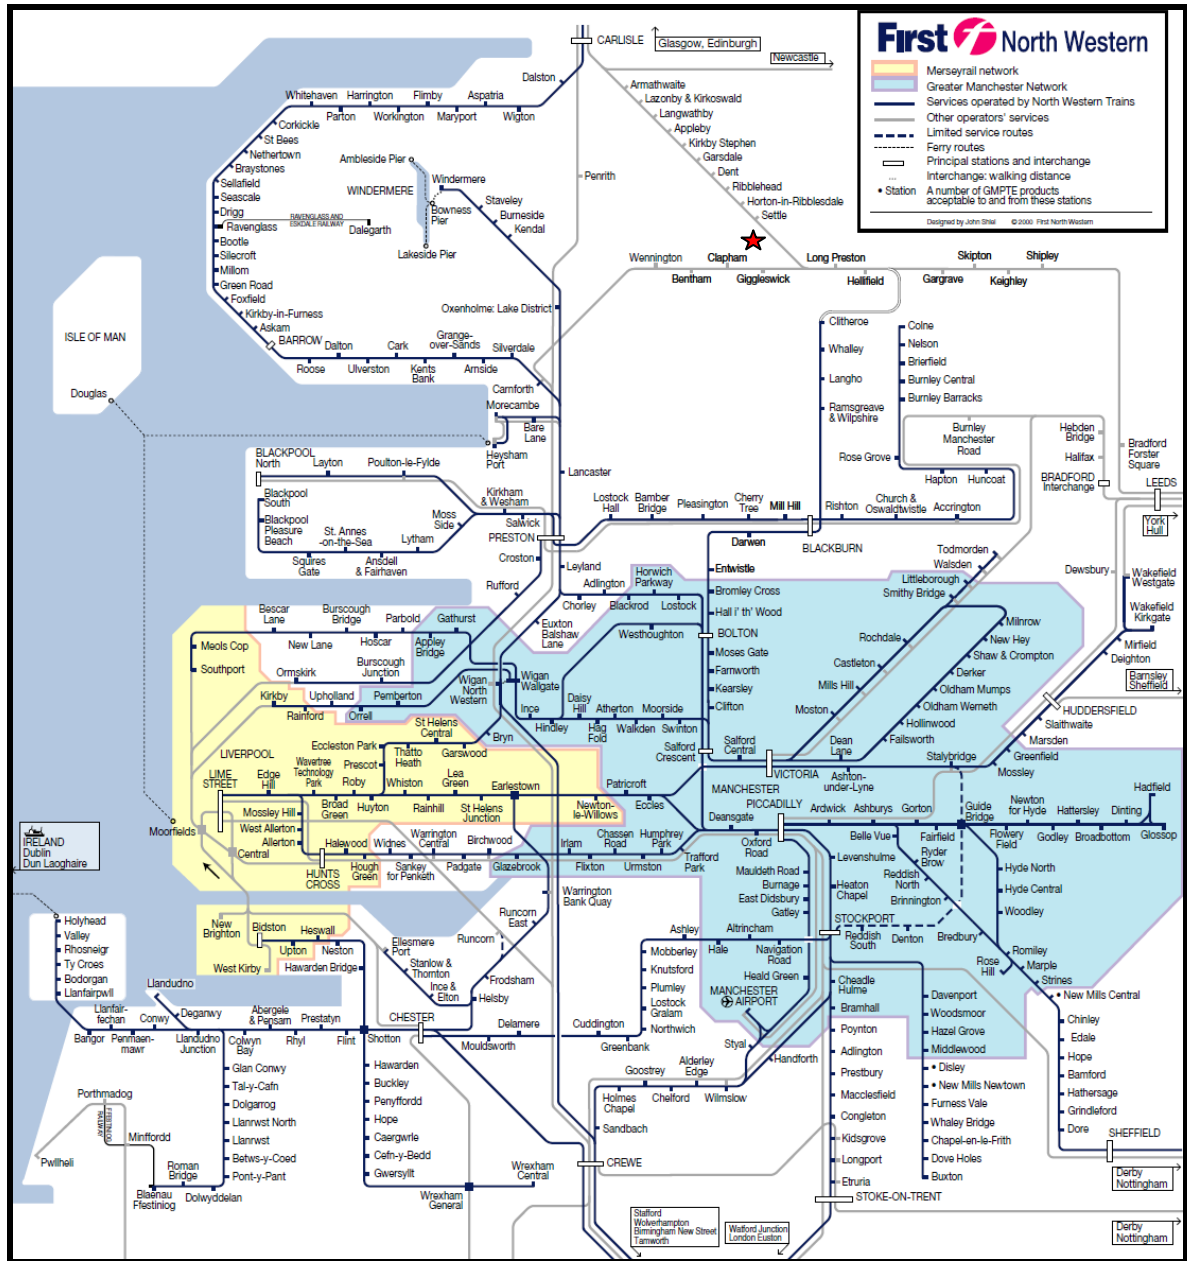 First North Western
Merseyrail network
Greater Manchester Network
Services operated by North Western Trains
Other operators' services
Limited service routes
Ferry routes
Principal stations and interchange
Interchange: walking distance
• Station A number of GMPTE products
acceptable to and from these stations
Designed by John Shiel © 2000 First North Western
CARLISLE
Glasgow, Edinburgh
Newcastle
Dalston
Armathwaite
Lazonby & Kirkoswald
Langwathby
Appleby
Kirkby Stephen
Garsdale
Dent
Ribblehead
Horton-in-Ribblesdale
Settle
Penrith
Whitehaven
Harrington
Flimby
Aspatria
Parton
Workington
Maryport
Wigton
Corkickle
St Bees
Nethertown
Braystones
Sellafield
Seascale
Drigg
Ravenglass
RAVENGLASS AND
ESKDALE RAILWAY
Dalegarth
Bootle
Silecroft
Millom
Green Road
Foxfield
Kirkby-in-Furness
Askam
BARROW
Ambleside Pier
WINDERMERE
Windermere
Bowness
Pier
Lakeside Pier
Staveley
Burneside
Kendal
Oxenholme: Lake District
Wennington
Clapham
Long Preston
Skipton
Shipley
Bentham
Giggleswick
Hellifield
Gargrave
Keighley
ISLE OF MAN
Douglas
Dalton
Cark
Grange-
over-Sands
Silverdale
Roose
Ulverston
Kents
Bank
Arnside
Carnforth
Morecambe
Bare
Lane
Heysham
Port
Lancaster
Clitheroe
Whalley
Langho
Ramsgreave
& Wilpshire
Colne
Nelson
Brierfield
Burnley Central
Burnley Barracks
Rose Grove
Burnley
Manchester
Road
Hapton
Huncoat
Hebden
Bridge
Halifax
BRADFORD
Interchange
Bradford
Forster
Square
LEEDS
York
Hull
BLACKPOOL
North
Layton
Poulton-le-Fylde
Blackpool
South
Blackpool
Pleasure
Beach
St. Annes
-on-the-Sea
Lytham
Squires
Gate
Ansdell
& Fairhaven
Moss
Side
Kirkham
& Wesham
Salwick
PRESTON
Lostock
Hall
Bamber
Bridge
Pleasington
Cherry
Tree
Mill Hill
Rishton
Church &
Oswaldtwistle
Accrington
BLACKBURN
Darwen
Entwistle
Bromley Cross
Hall i' th' Wood
BOLTON
Moses Gate
Farnworth
Kearsley
Clifton
Croston
Rufford
Leyland
Euxton
Balshaw
Lane
Chorley
Adlington
Blackrod
Horwich
Parkway
Lostock
Westhoughton
Todmorden
Walsden
Littleborough
Smithy Bridge
Rochdale
Castleton
Mills Hill
Moston
Milnrow
New Hey
Shaw & Crompton
Derker
Oldham Mumps
Oldham Werneth
Hollinwood
Failsworth
Dean
Lane
Dewsbury
Wakefield
Westgate
Wakefield
Kirkgate
Mirfield
Deighton
Barnsley
Sheffield
HUDDERSFIELD
Slaithwaite
Marsden
Greenfield
Mossley
Stalybridge
Ashton-
under-Lyne
Bescar
Lane
Burscough
Bridge
Parbold
Gathurst
Meols Cop
New Lane
Hoscar
Appley
Bridge
Southport
Ormskirk
Burscough
Junction
Kirkby
Upholland
Pemberton
Rainford
Orrell
Wigan
North
Western
Wigan
Wallgate
Ince
Hindley
Daisy
Hill
Hag
Fold
Atherton
Walkden
Moorside
Swinton
Salford
Crescent
Salford
Central
VICTORIA
MANCHESTER
PICCADILLY
St Helens
Central
Bryn
Garswood
Thatto
Heath
Eccleston Park
Prescot
LIVERPOOL
LIME
STREET
Edge
Hill
Wavertree
Technology
Park
Roby
Whiston
Lea
Green
Earlestown
Patricroft
Broad
Green
Huyton
Rainhill
St Helens
Junction
Newton-
le-Willows
Eccles
Mossley Hill
West Allerton
Allerton
Moorfields
Central
HUNTS
CROSS
Halewood
Hough
Green
Widnes
Sankey
for Penketh
Warrington
Central
Padgate
Birchwood
Glazebrook
Irlam
Flixton
Chassen
Road
Urmston
Humphrey
Park
Trafford
Park
Deansgate
Oxford
Road
Ardwick
Ashburys
Gorton
Belle Vue
Fairfield
Guide
Bridge
Newton
for Hyde
Hattersley
Dinting
Hadfield
Flowery
Field
Godley
Broadbottom
Glossop
Ryder
Brow
Reddish
North
Brinnington
Bredbury
Hyde North
Hyde Central
Woodley
Romiley
Rose
Hill
Marple
Strines
• New Mills Central
Chinley
Edale
Hope
Bamford
Hathersage
Grindleford
Dore
SHEFFIELD
Derby
Nottingham
Derby
Nottingham
IRELAND
Dublin
Dun Laoghaire
Levenshulme
Heaton
Chapel
STOCKPORT
Reddish
South
Denton
Mauldeth Road
Burnage
East Didsbury
Gatley
Heald Green
MANCHESTER
AIRPORT
Styal
Handforth
Cheadle
Hulme
Bramhall
Poynton
Adlington
Prestbury
Macclesfield
Congleton
Kidsgrove
Longport
Etruria
STOKE-ON-TRENT
Davenport
Woodsmoor
Hazel Grove
Middlewood
• Disley
• New Mills Newtown
Furness Vale
Whaley Bridge
Chapel-en-le-Frith
Dove Holes
Buxton
Ashley
Altrincham
Mobberley
Hale
Navigation
Road
Knutsford
Plumley
Lostock
Gralam
Northwich
Greenbank
Cuddington
Delamere
Mouldsworth
CHESTER
Warrington
Bank Quay
Runcorn
East
Runcorn
Frodsham
Helsby
Ellesmere
Port
Stanlow &
Thornton
Ince &
Elton
New
Brighton
Bidston
Heswall
Upton
Neston
West Kirby
Hawarden Bridge
Holyhead
Valley
Rhosneigr
Ty Croes
Bodorgan
Llanfairpwll
Llandudno
Deganwy
Llanfair-
fechan
Conwy
Abergele
& Pensarn
Prestatyn
Bangor
Penmaen-
mawr
Llandudno
Junction
Colwyn
Bay
Rhyl
Flint
Shotton
Glan Conwy
Tal-y-Cafn
Dolgarrog
Llanrwst North
Llanrwst
Betws-y-Coed
Pont-y-Pant
Dolwyddelan
Roman
Bridge
Blaenau
Ffestiniog
Porthmadog
FFESTINIOG
RAILWAY
Minffordd
Pwllheli
Hawarden
Buckley
Penyffordd
Hope
Caergwrle
Cefn-y-Bedd
Gwersyllt
Wrexham
General
Wrexham
Central
Goostrey
Alderley
Edge
Holmes
Chapel
Chelford
Wilmslow
Sandbach
CREWE
Stafford
Wolverhampton
Birmingham New Street
Tamworth
Watford Junction
London Euston